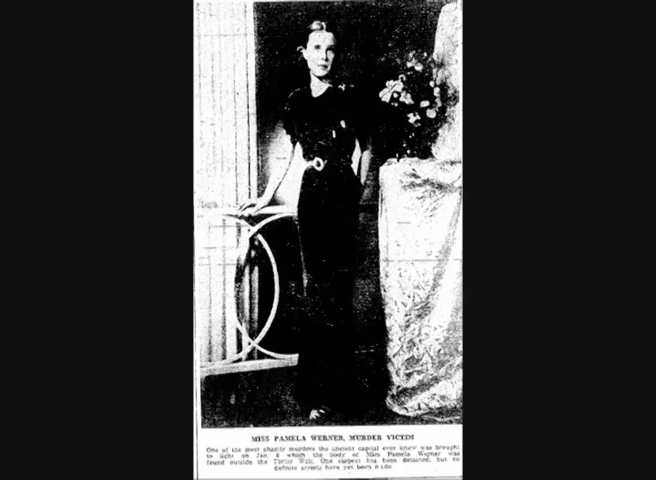 MISS PAMELA WERNER, MURDER VICTIM
One of the most ghastly murders the ancient capital ever knew was brought
to light on Jan. 8 which the body of Miss Pamela Werner was
found outside the Tartar Wall. One suspect has been detained, but no
definite arrests have yet been made